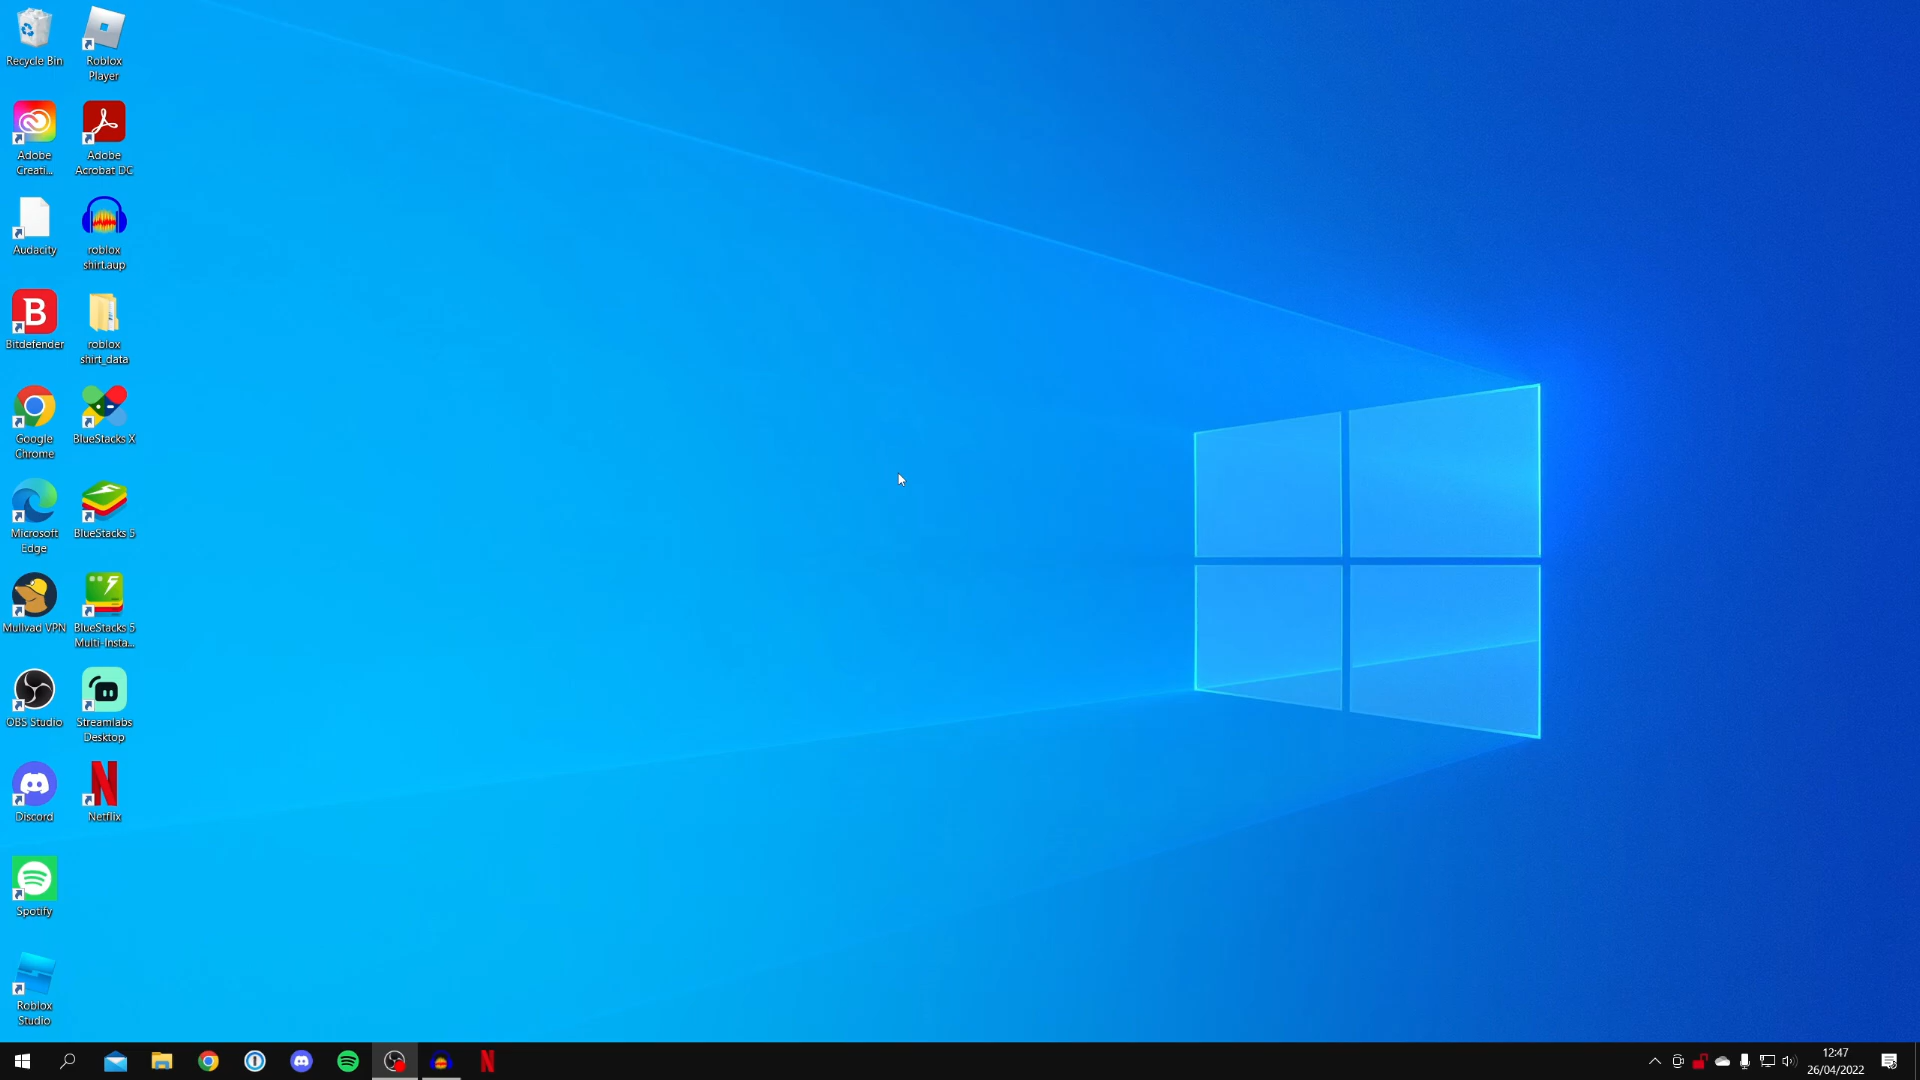 Recycle Bin
Roblox
Player
Adobe
Creati...
Adobe
Acrobat DC
Audacity
roblox
shirt.aup
Bitdefender
roblox
shirt_data
Google
Chrome
BlueStacks X
Microsoft
Edge
BlueStacks 5
Mullvad VPN
BlueStacks 5
Multi-Insta...
OBS Studio
Streamlabs
Desktop
Discord
Netflix
Spotify
Roblox
Studio
12:47
26/04/2022